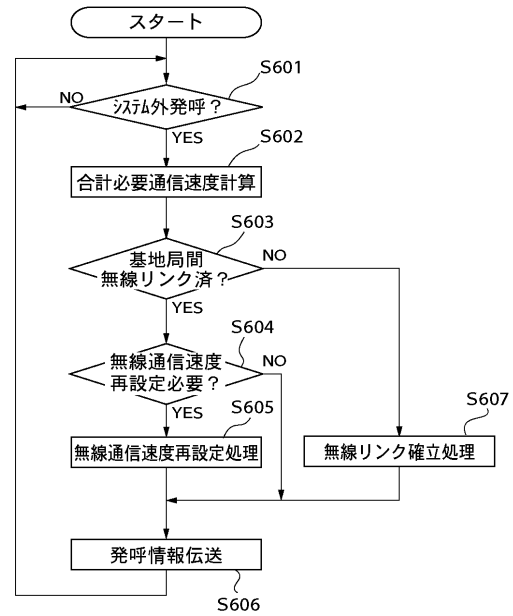 スタート
S601
システム外発呼？
NO
YES
S602
合計必要通信速度計算
S603
基地局間
無線リンク済？
NO
YES
S604
無線通信速度
再設定必要？
NO
YES
S605
無線通信速度再設定処理
S607
無線リンク確立処理
発呼情報伝送
S606